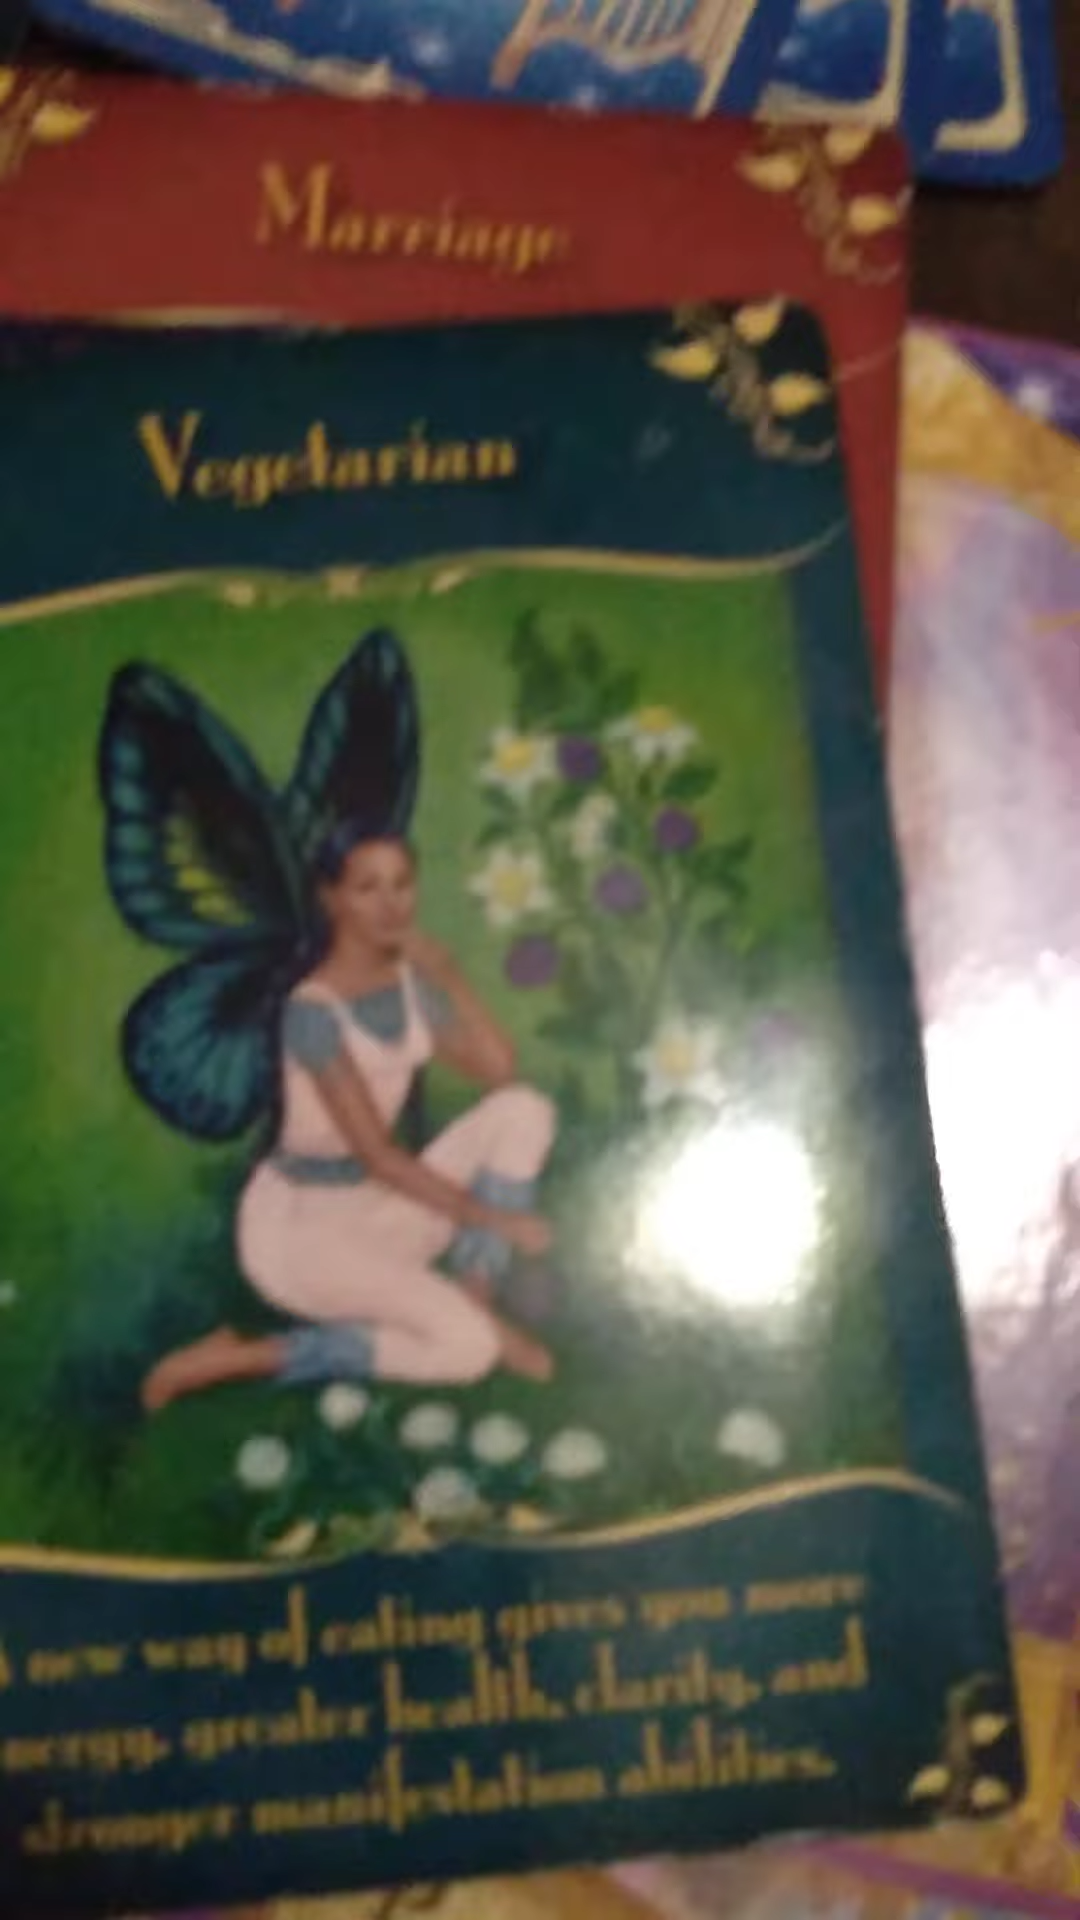 Marriage
Vegetarian
A new way of eating gives you more
energy, greater health, clarity, and
stronger manifestation abilities.